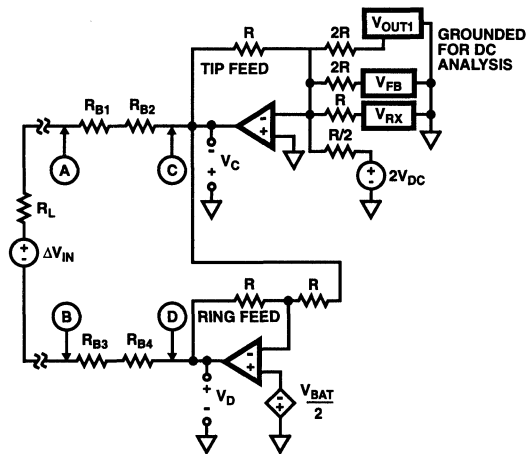 R
2R
V_OUT1
GROUNDED
FOR DC
ANALYSIS
TIP FEED
2R
V_FB
R_B1
R_B2
R
V_RX
-
+
R/2
A
C
-
V_C
+
+
-
2V_DC
R_L
+
-
ΔV_IN
R
R
B
D
RING FEED
R_B3
R_B4
-
+
+
V_D
-
-
+
V_BAT
2